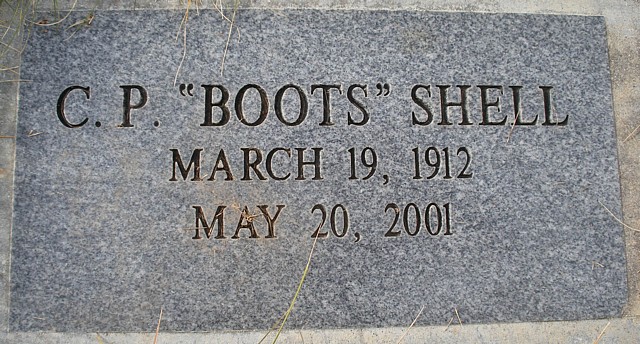 C. P. “BOOTS” SHELL
MARCH 19, 1912
MAY 20, 2001